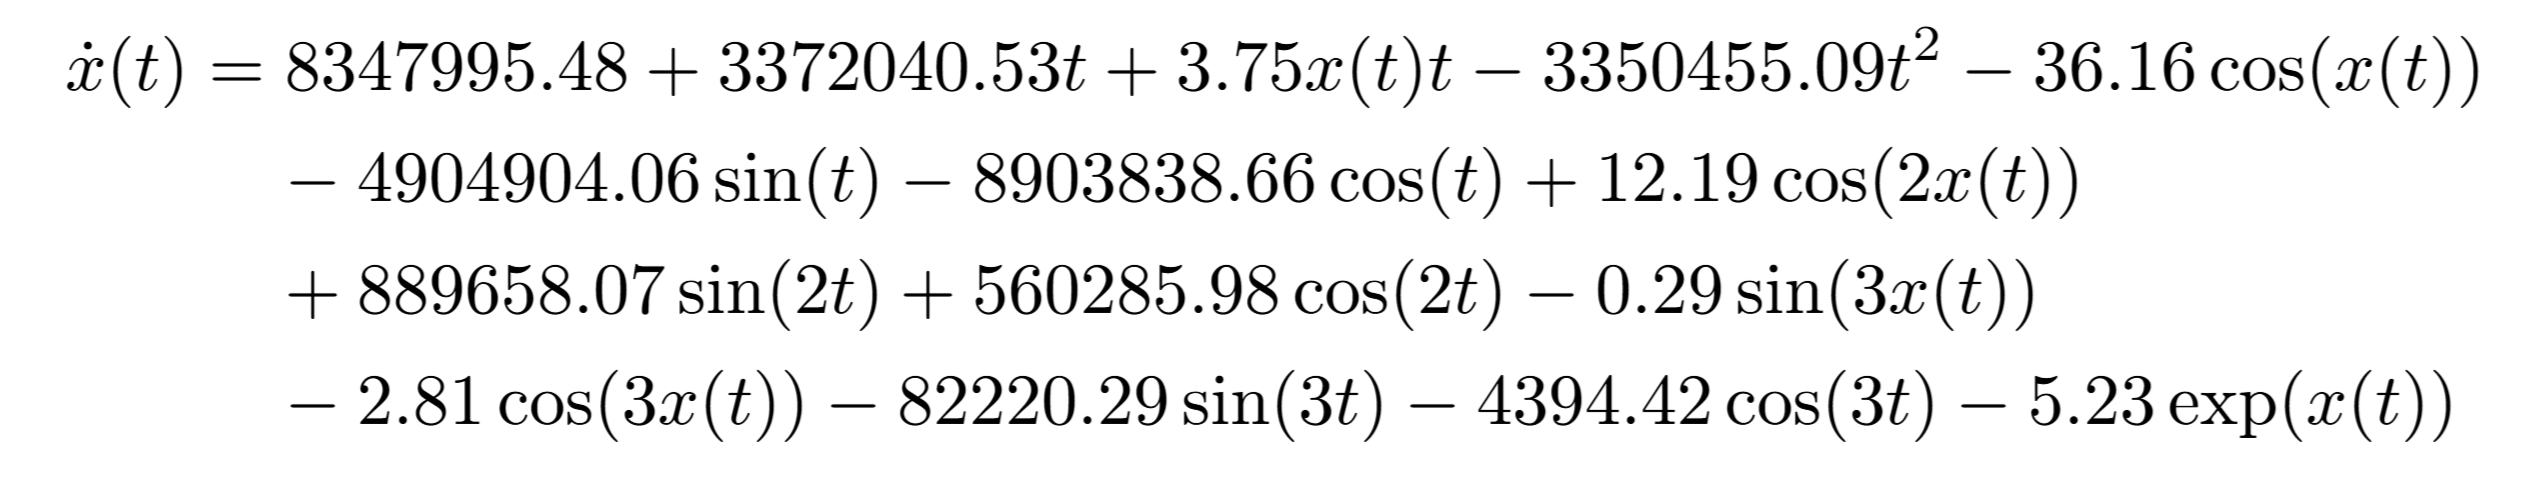 ẋ(t) = 8347995.48 + 3372040.53t + 3.75x(t)t − 3350455.09t² − 36.16 cos(x(t))
− 4904904.06 sin(t) − 8903838.66 cos(t) + 12.19 cos(2x(t))
+ 889658.07 sin(2t) + 560285.98 cos(2t) − 0.29 sin(3x(t))
− 2.81 cos(3x(t)) − 82220.29 sin(3t) − 4394.42 cos(3t) − 5.23 exp(x(t))